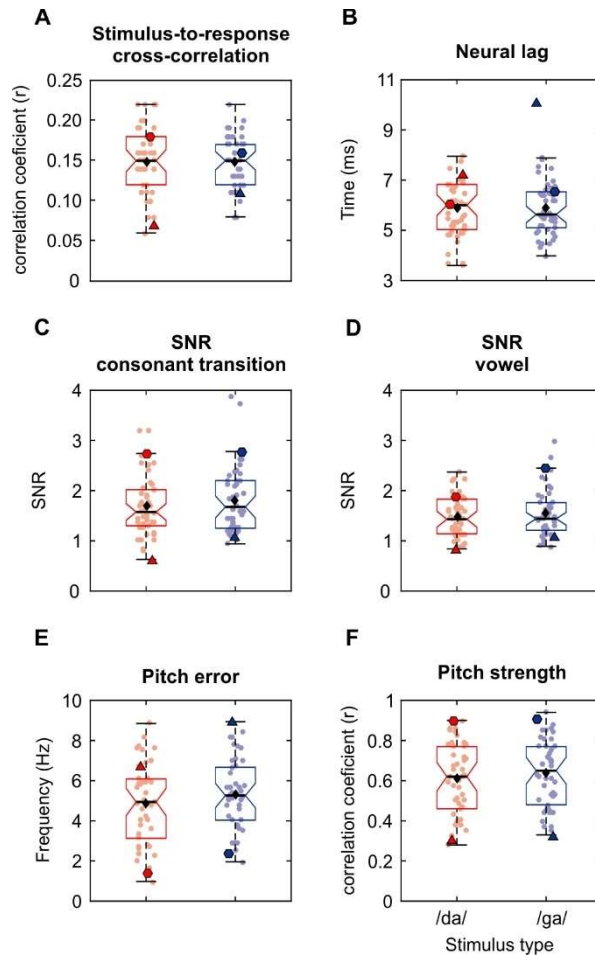 A
Stimulus-to-response
cross-correlation
0.25
0.20
0.15
0.10
0.05
0
correlation coeficient (r)
B
Neural lag
11
9
7
5
3
Time (ms)
C
SNR
consonant transition
4
3
2
1
0
SNR
D
SNR
vowel
4
3
2
1
0
SNR
E
Pitch error
10
8
6
4
2
0
Frequency (Hz)
F
Pitch strength
1
0.8
0.6
0.4
0.2
0
correlation coeficient (r)
/da/ /ga/
Stimulus type